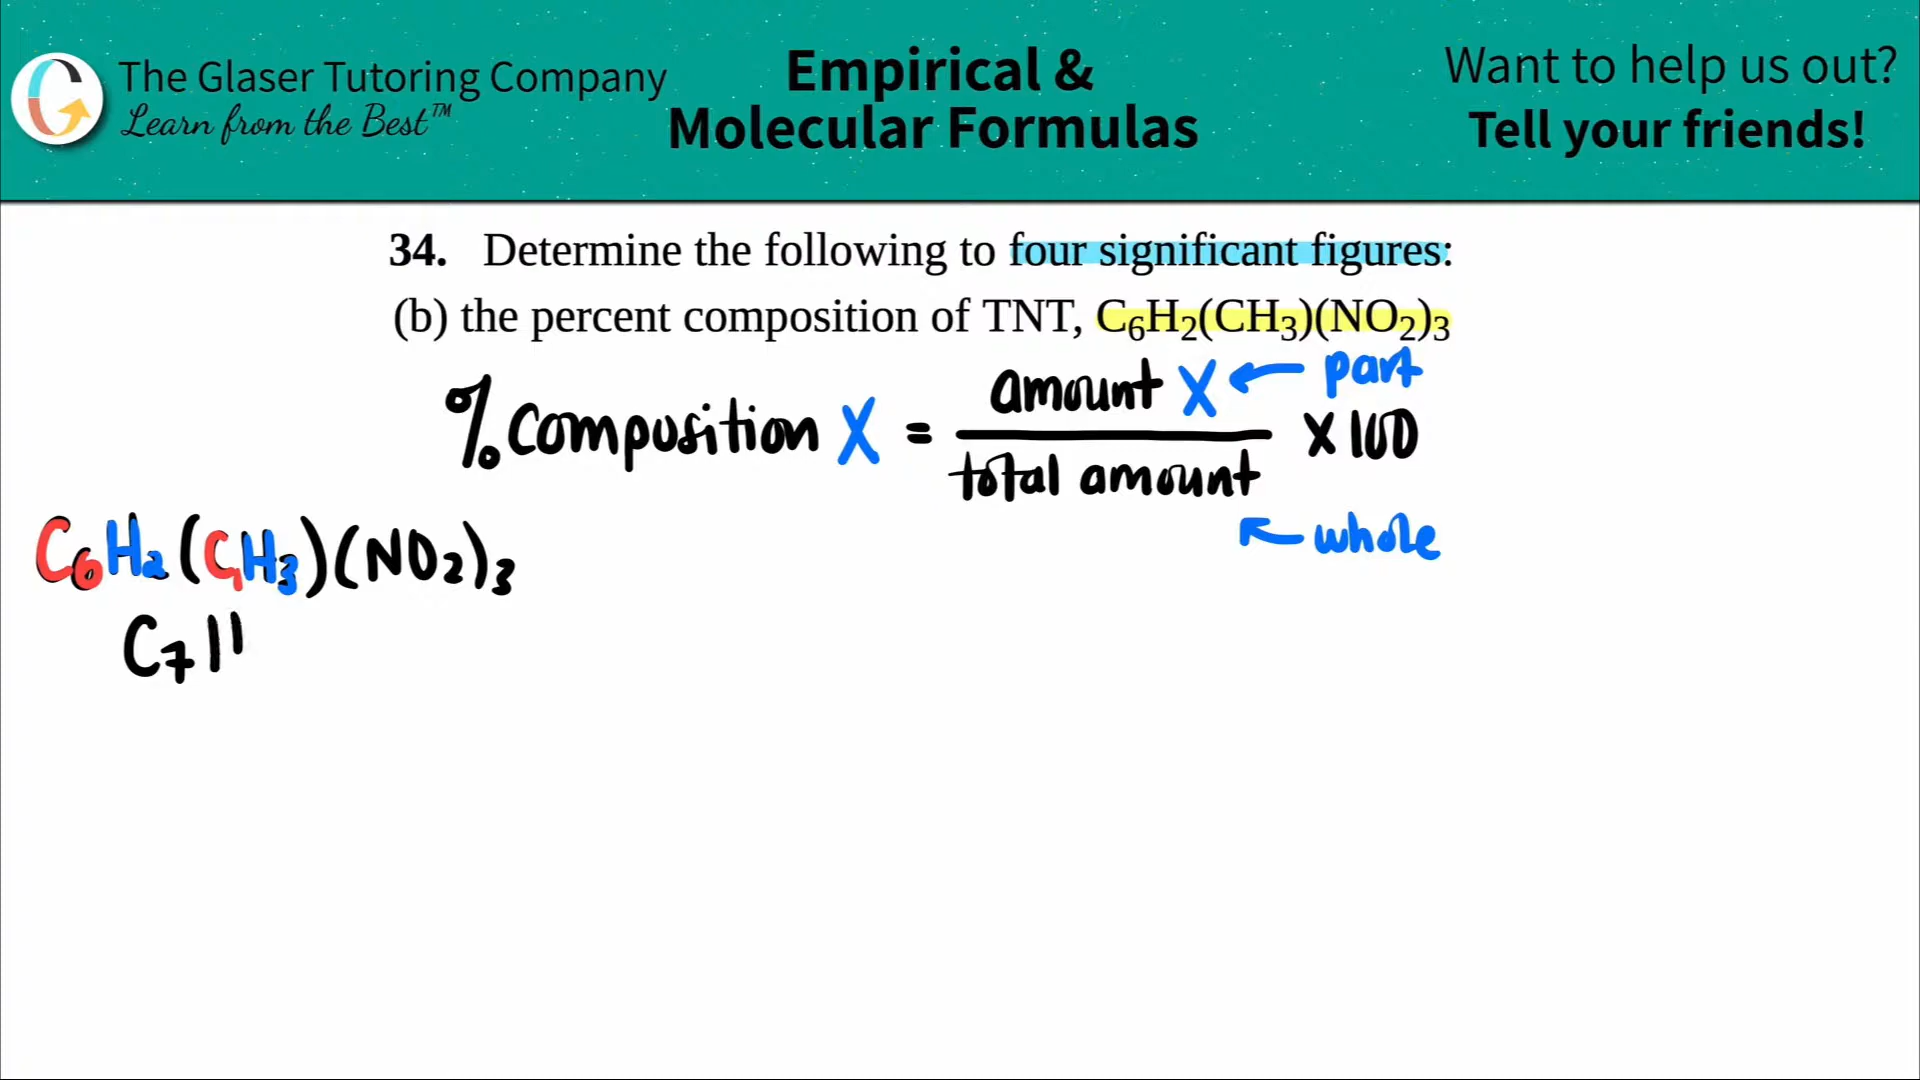 The Glaser Tutoring Company
Learn from the Best™
Empirical &
Molecular Formulas
Want to help us out?
Tell your friends!
34. Determine the following to four significant figures:
(b) the percent composition of TNT, C₆H₂(CH₃)(NO₂)₃
% Composition X = amount X / total amount X 100
← part
← whole
C₆H₂(C₁H₃)(NO₂)₃
C₇